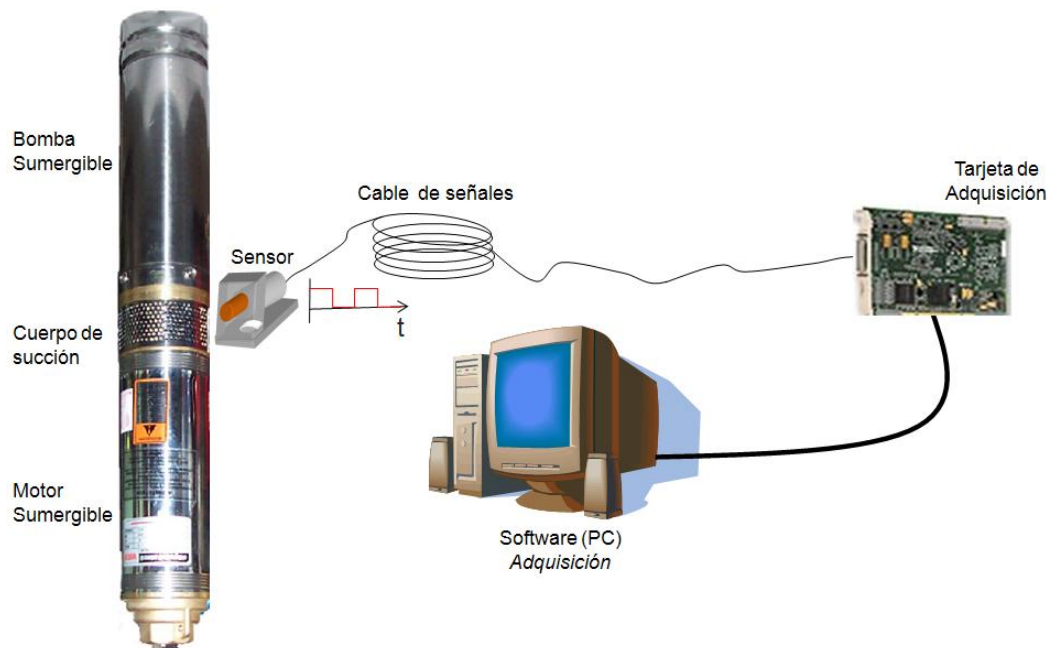 Bomba
Sumergible
Cable de señales
Tarjeta de
Adquisición
Sensor
t
Cuerpo de
succión
Motor
Sumergible
Software (PC)
Adquisición